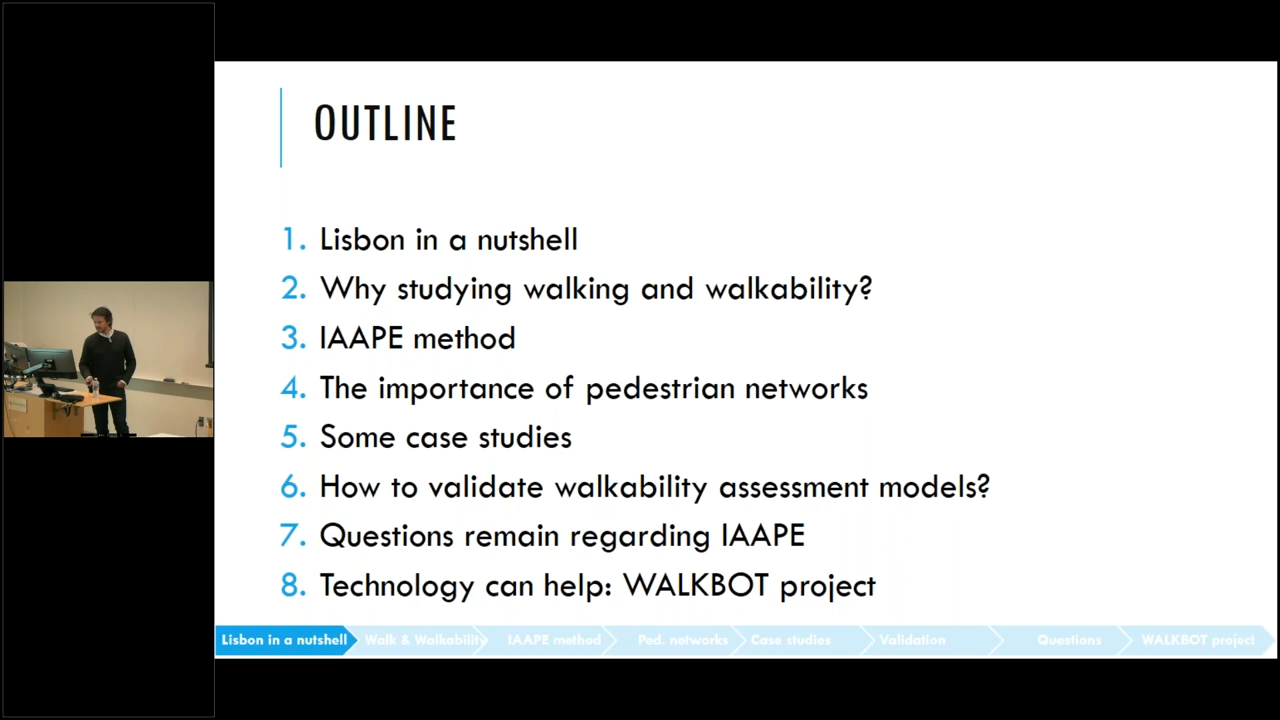 OUTLINE
1. Lisbon in a nutshell
2. Why studying walking and walkability?
3. IAAPE method
4. The importance of pedestrian networks
5. Some case studies
6. How to validate walkability assessment models?
7. Questions remain regarding IAAPE
8. Technology can help: WALKBOT project
Lisbon in a nutshell Walk & Walkability IAAPE method Ped. networks Case studies Validation Questions WALKBOT project